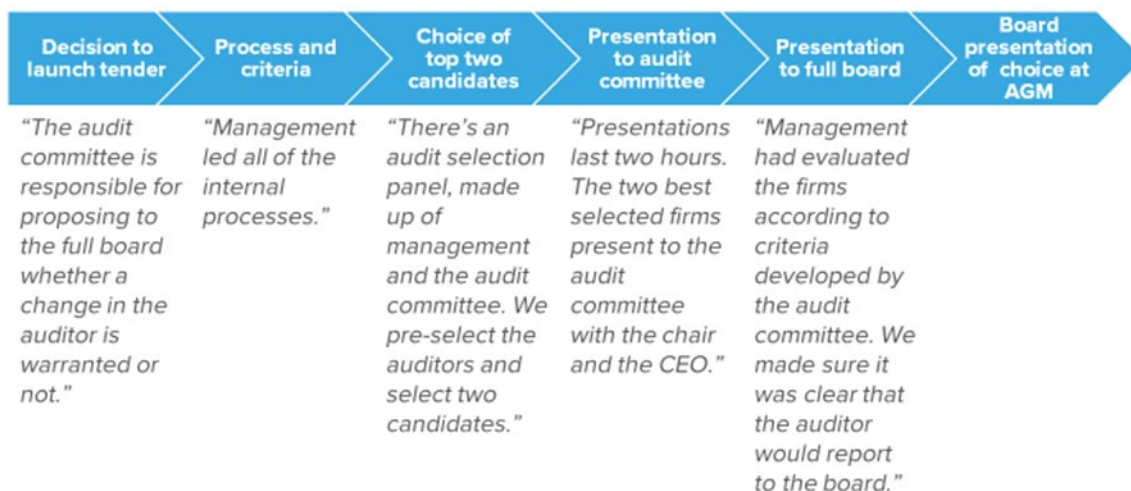 Decision to
launch tender
Process and
criteria
Choice of
top two
candidates
Presentation
to audit
committee
Presentation
to full board
Board
presentation
of choice at
AGM
“The audit
committee is
responsible for
proposing to
the full board
whether a
change in the
auditor is
warranted or
not.”
“Management
led all of the
internal
processes.”
“There’s an
audit selection
panel, made
up of
management
and the audit
committee. We
pre-select the
auditors and
select two
candidates.”
“Presentations
last two hours.
The two best
selected firms
present to the
audit
committee
with the chair
and the CEO.”
“Management
had evaluated
the firms
according to
criteria
developed by
the audit
committee. We
made sure it
was clear that
the auditor
would report
to the board.”